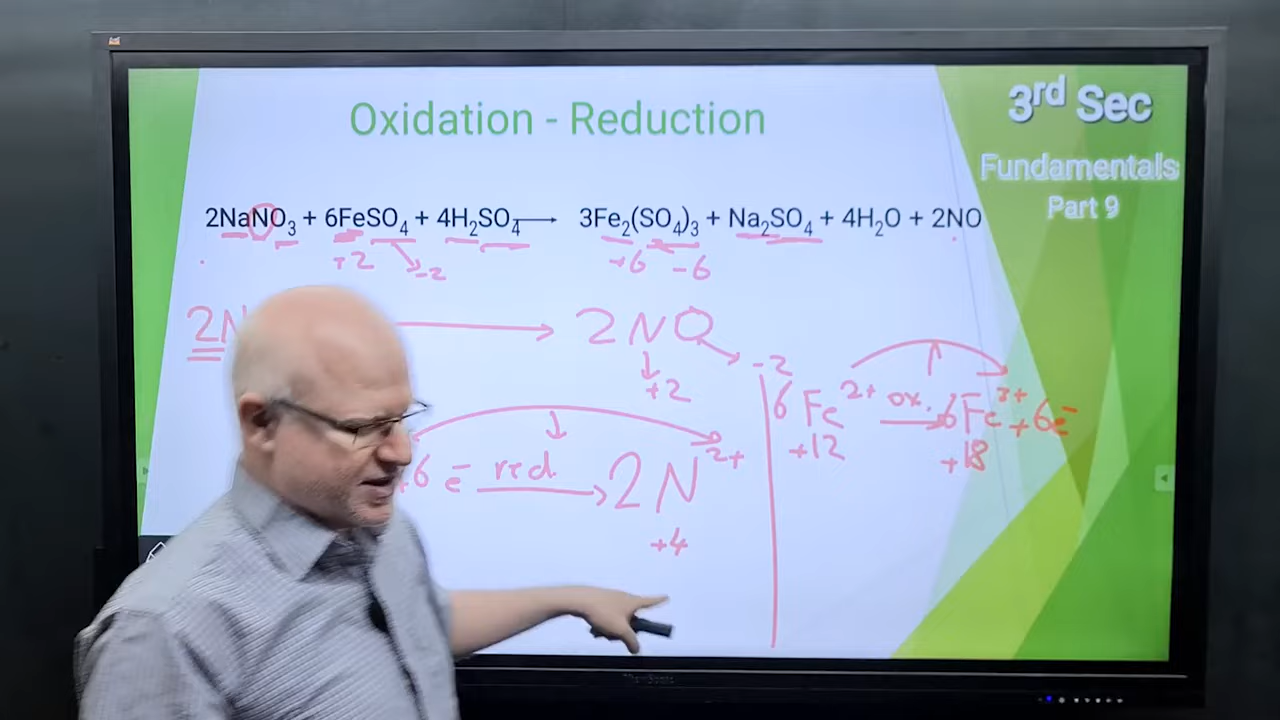 3rd Sec
Oxidation - Reduction
Fundamentals
Part 9
2NaNO₃ + 6FeSO₄ + 4H₂SO₄ ⟶ 3Fe₂(SO₄)₃ + Na₂SO₄ + 4H₂O + 2NO
+2 -2 +6 -6
2N ⟶ 2NO
+2 -2
6Fe²⁺ ox. ⟶ 6Fe³⁺ + 6e⁻
+12 +18
+6e⁻ red ⟶ 2N²⁺
+4
ViewSonic